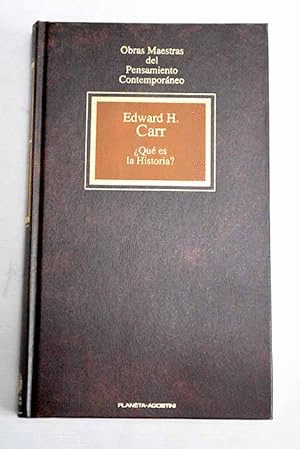 Obras Maestras
del
Pensamiento
Contemporáneo
Edward H.
Carr
¿Qué es
la Historia?
PLANETA-AGOSTINI